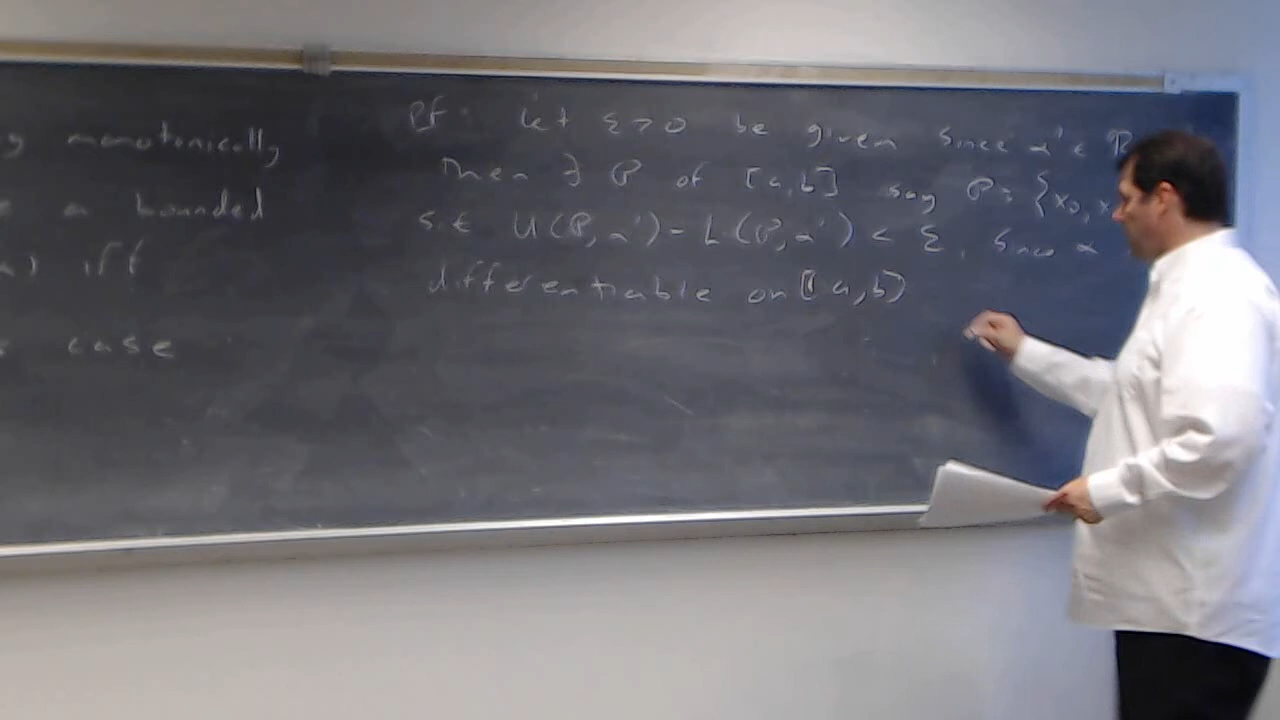 monotonically
a bounded
iff
case
Pf: Let ε>0 be given Since α' ∈ R
Then ∃ P of [a,b] say P = {x₀, x
s.t U(P, α') - L(P, α') < ε, Since α
differentiable on [a,b]